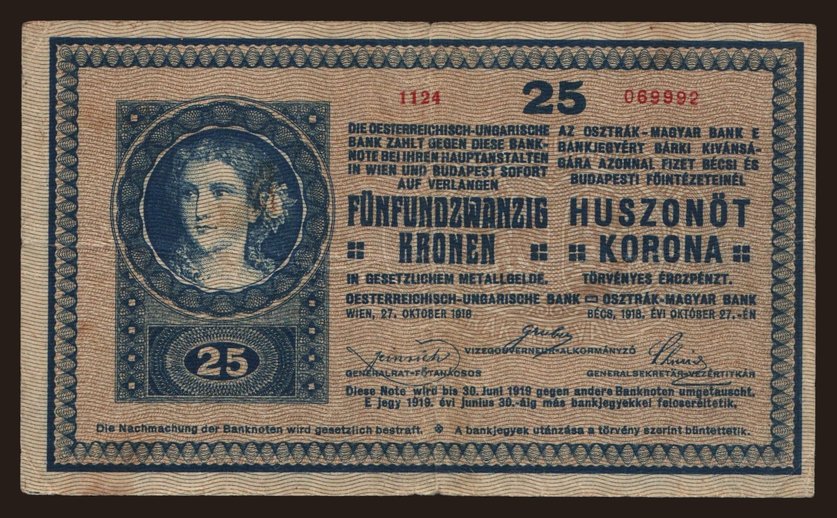 1124 25 069992
DIE OESTERREICHISCH-UNGARISCHE
BANK ZAHLT GEGEN DIESE BANK-
NOTE BEI IHREN HAUPTANSTALTEN
IN WIEN UND BUDAPEST SOFORT
AUF VERLANGEN
FÜNFUNDZWANZIG
KRONEN
IN GESETZLICHEM METALLGELDE.
AZ OSZTRÁK-MAGYAR BANK E
BANKJEGYÉRT BÁRKI KIVÁNSÁ-
GÁRA AZONNAL FIZET BÉCSI ÉS
BUDAPESTI FŐINTÉZETEINÉL
HUSZONÖT
KORONA
TÖRVÉNYES ÉRCZPÉNZT.
OESTERREICHISCH-UNGARISCHE BANK OSZTRÁK-MAGYAR BANK
WIEN, 27. OKTOBER 1918 BÉCS, 1918. ÉVI OKTÓBER 27.-ÉN
Gruber
VIZEGOUVERNEUR-ALKORMÁNYZÓ
GENERALRAT-FŐTANÁCSOS GENERALSEKRETÄR-VEZÉRTITKÁR
Diese Note wird bis 30. Juni 1919 gegen andere Banknoten umgetauscht.
E jegy 1919. évi junius 30.-áig más bankjegyekkel felcseréltetik.
25
Die Nachmachung der Banknoten wird gesetzlich bestraft. A bankjegyek utánzása a törvény szerint büntettetik.